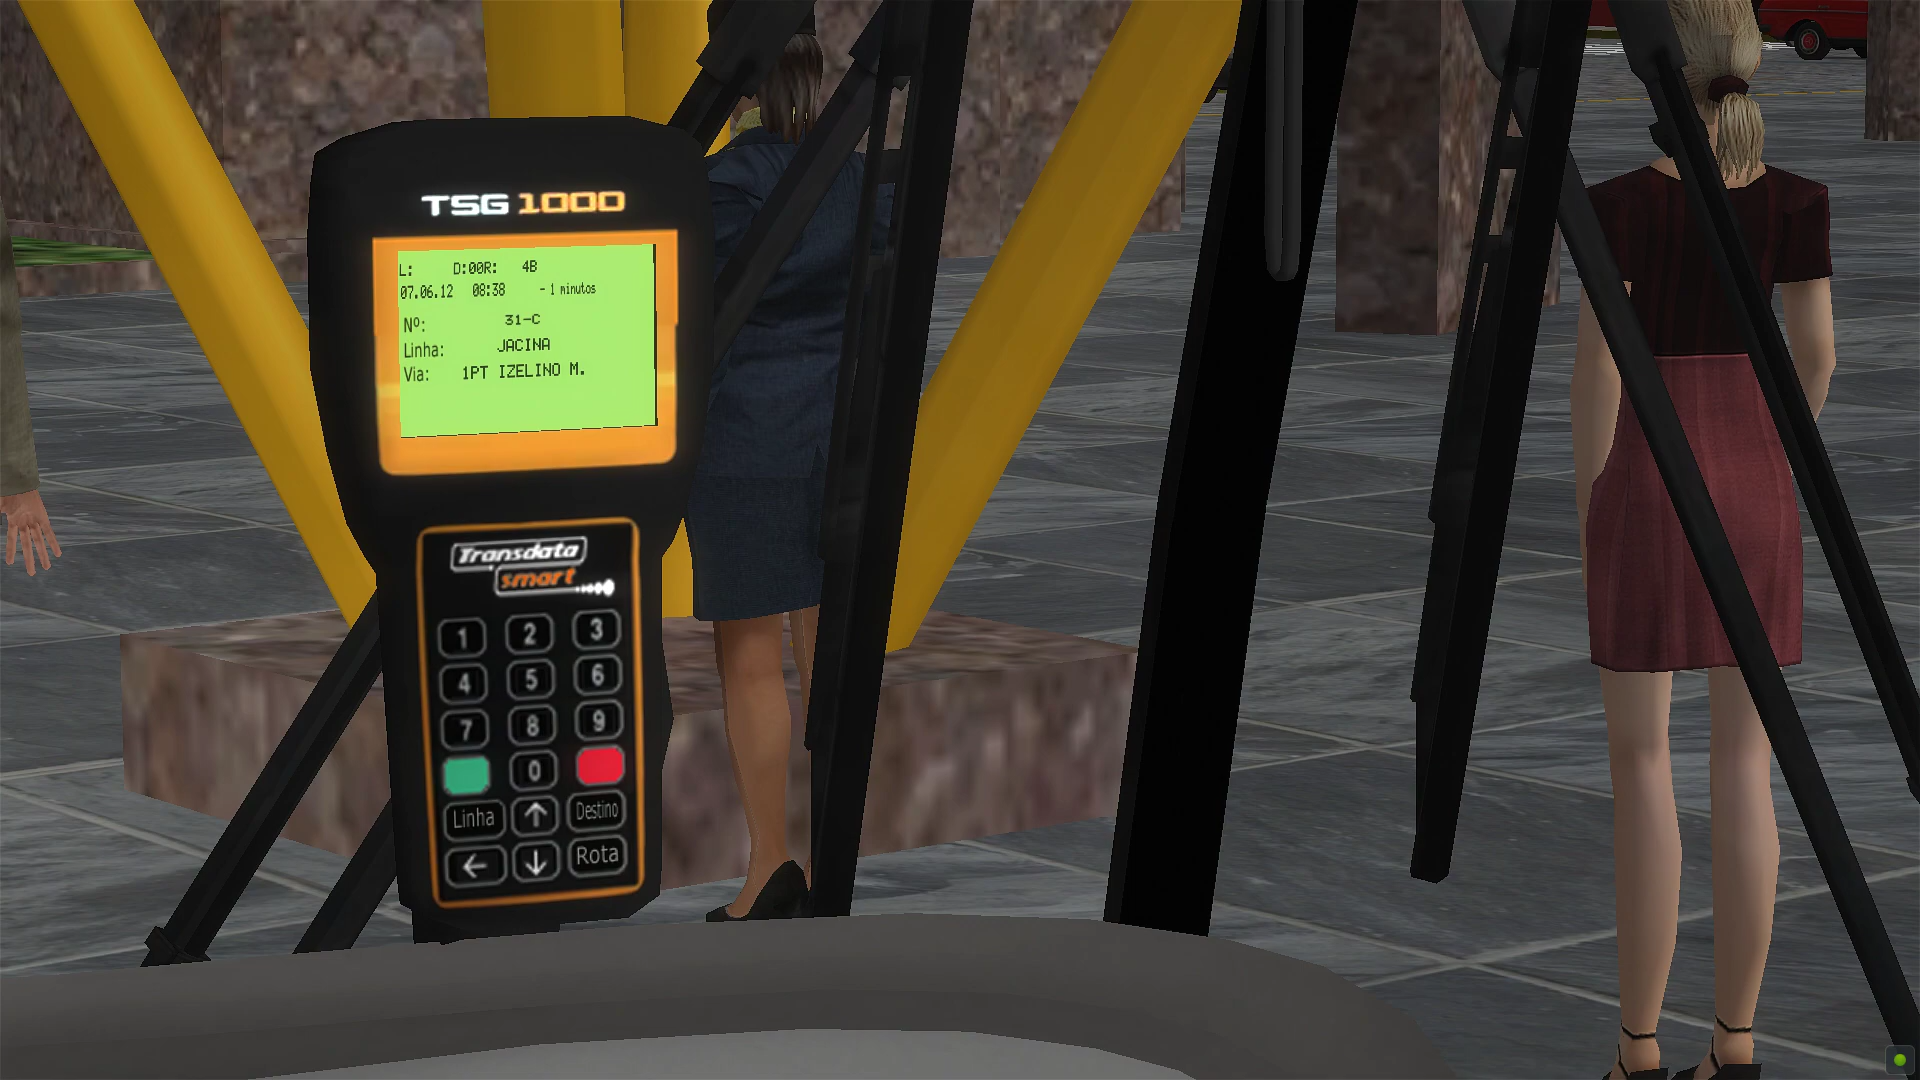 TSG 1000
L: D:00R: 4B
07.06.12 08:38 - 1 minutos
Nº: 31-C
Linha: JACINA
Via: 1PT IZELINO M.
Transdata
smart
1 2 3
4 5 6
7 8 9
0
Linha ↑ Destino
← ↓ Rota